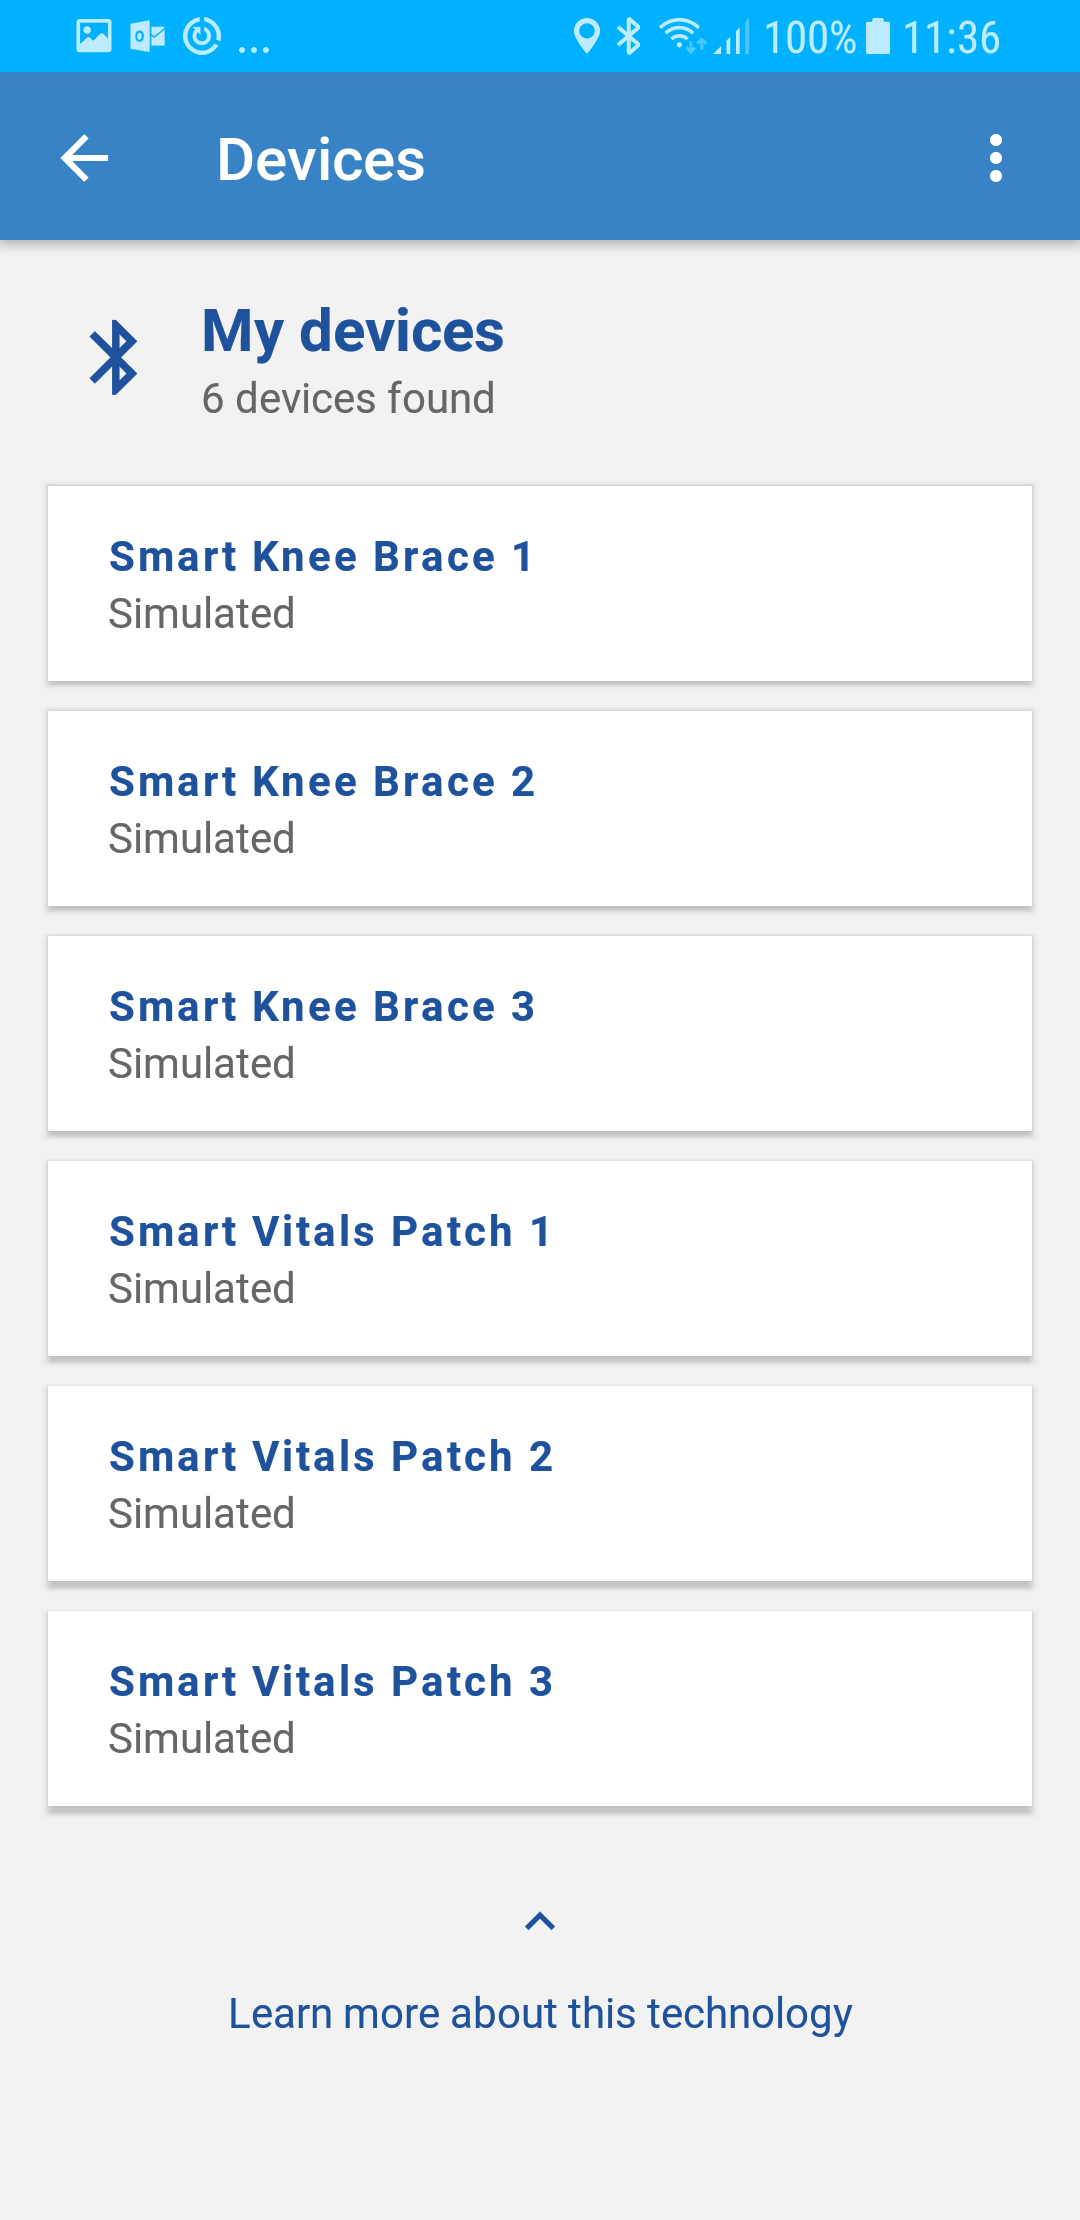 ... 100% 11:36
Devices
My devices
6 devices found
Smart Knee Brace 1
Simulated
Smart Knee Brace 2
Simulated
Smart Knee Brace 3
Simulated
Smart Vitals Patch 1
Simulated
Smart Vitals Patch 2
Simulated
Smart Vitals Patch 3
Simulated
Learn more about this technology